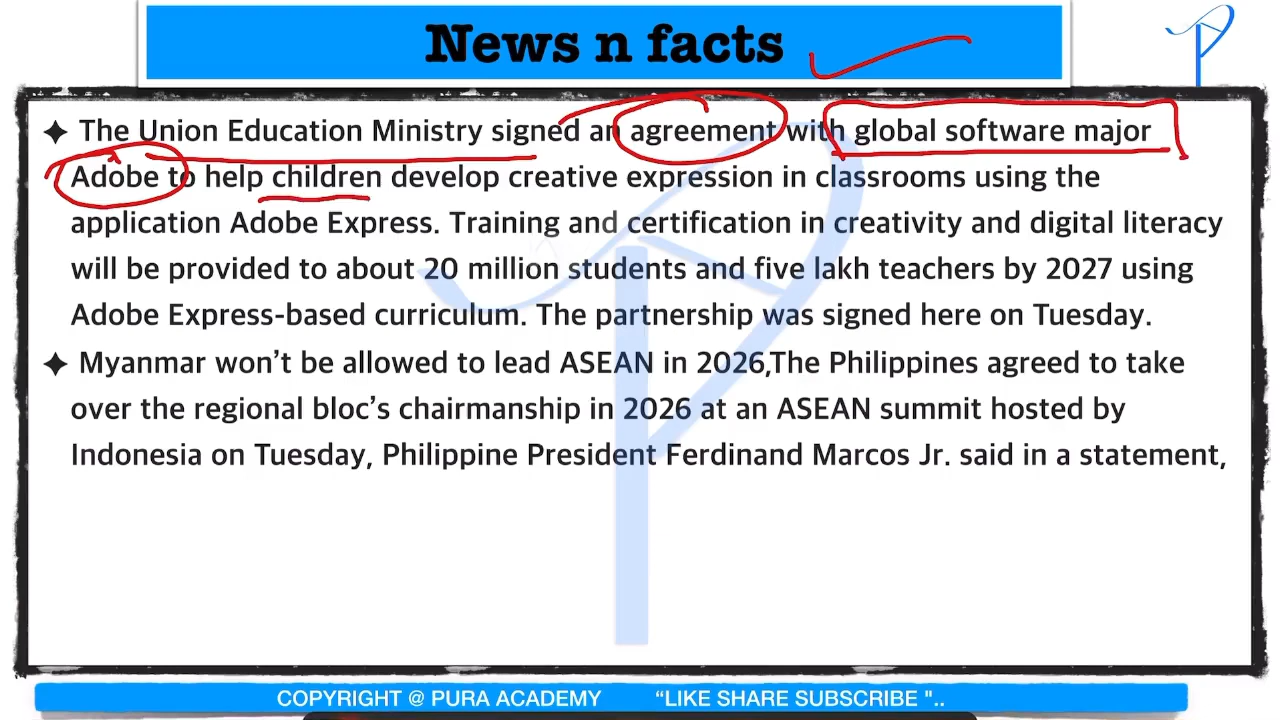 News n facts
✦ The Union Education Ministry signed an agreement with global software major
Adobe to help children develop creative expression in classrooms using the
application Adobe Express. Training and certification in creativity and digital literacy
will be provided to about 20 million students and five lakh teachers by 2027 using
Adobe Express-based curriculum. The partnership was signed here on Tuesday.
✦ Myanmar won't be allowed to lead ASEAN in 2026,The Philippines agreed to take
over the regional bloc's chairmanship in 2026 at an ASEAN summit hosted by
Indonesia on Tuesday, Philippine President Ferdinand Marcos Jr. said in a statement,
COPYRIGHT @ PURA ACADEMY “LIKE SHARE SUBSCRIBE "..